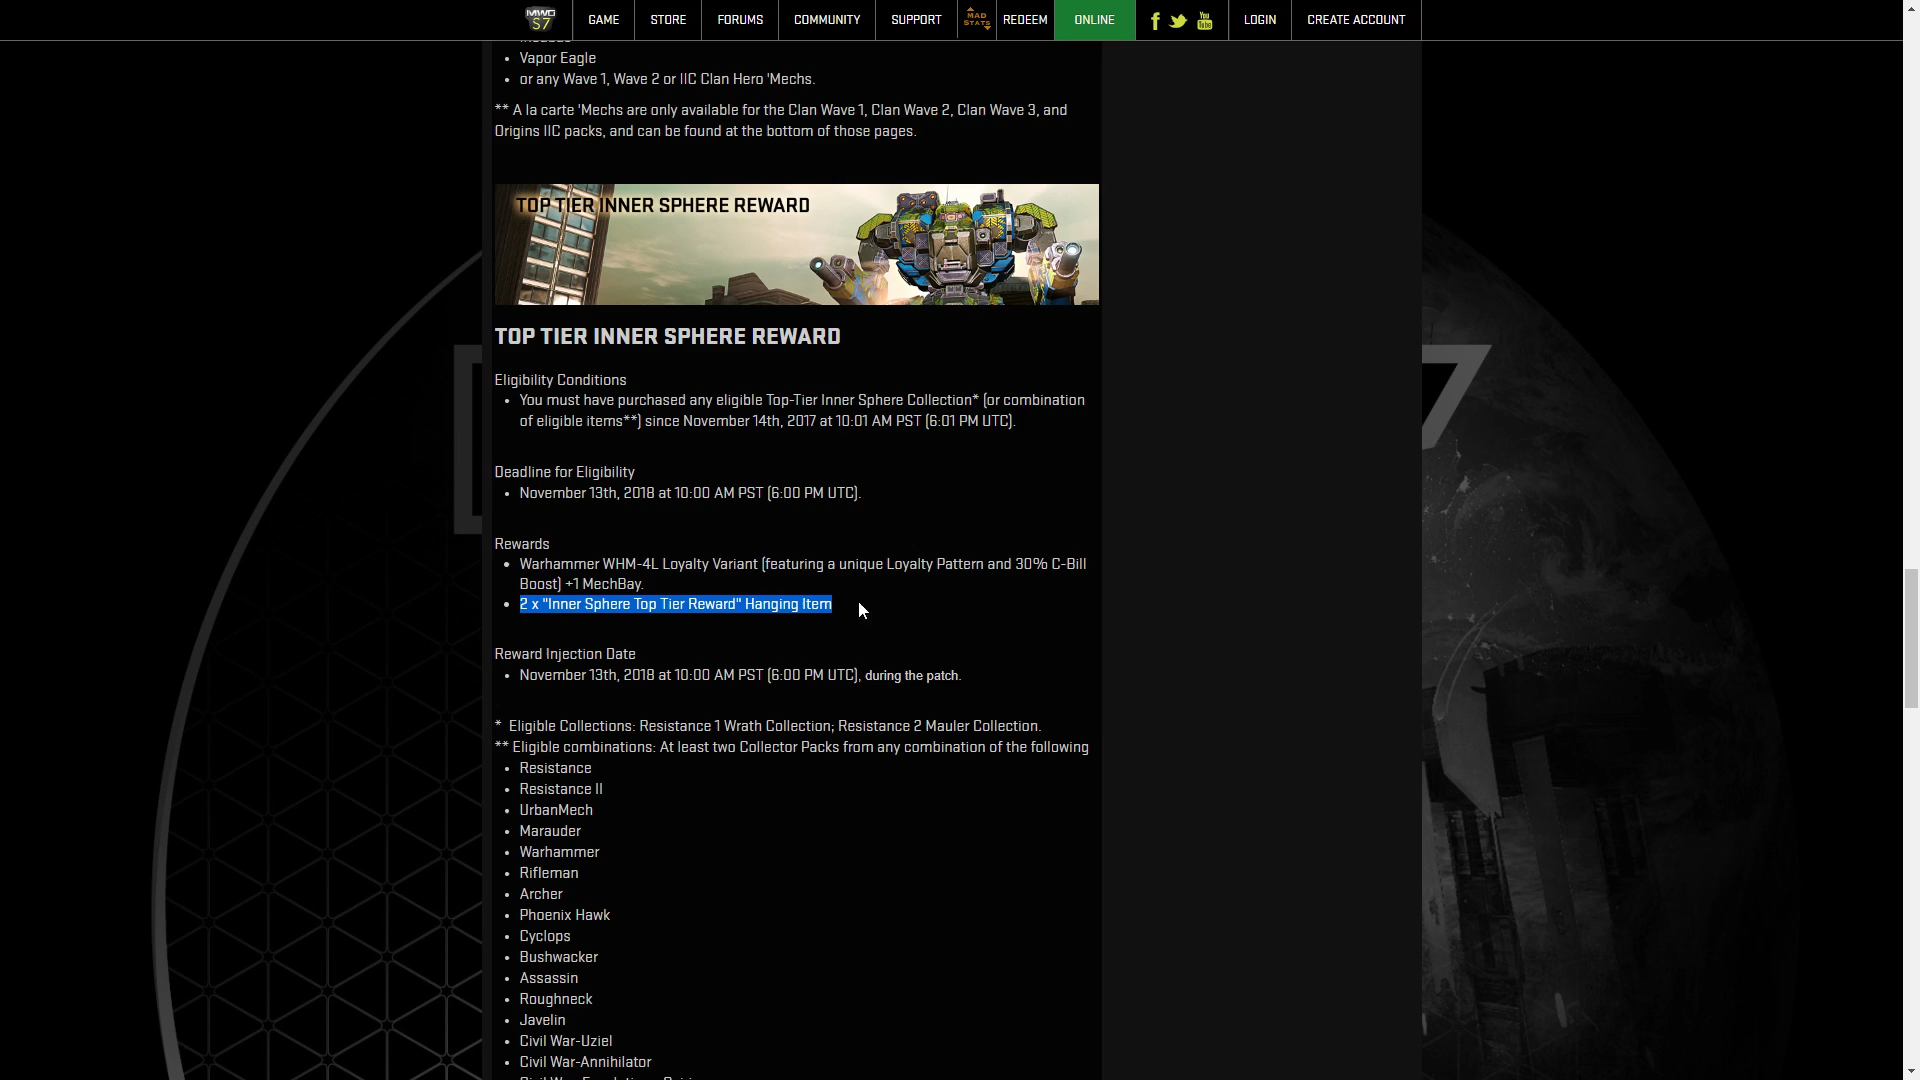 MWO
S7
GAME
STORE
FORUMS
COMMUNITY
SUPPORT
MAD
STATS
REDEEM
ONLINE
You
Tube
LOGIN
CREATE ACCOUNT
Vapor Eagle
or any Wave 1, Wave 2 or IIC Clan Hero 'Mechs.
** A la carte 'Mechs are only available for the Clan Wave 1, Clan Wave 2, Clan Wave 3, and
Origins IIC packs, and can be found at the bottom of those pages.
TOP TIER INNER SPHERE REWARD
TOP TIER INNER SPHERE REWARD
Eligibility Conditions
You must have purchased any eligible Top-Tier Inner Sphere Collection* (or combination
of eligible items**) since November 14th, 2017 at 10:01 AM PST (6:01 PM UTC).
Deadline for Eligibility
November 13th, 2018 at 10:00 AM PST (6:00 PM UTC).
Rewards
Warhammer WHM-4L Loyalty Variant (featuring a unique Loyalty Pattern and 30% C-Bill
Boost) +1 MechBay.
2 x "Inner Sphere Top Tier Reward" Hanging Item
Reward Injection Date
November 13th, 2018 at 10:00 AM PST (6:00 PM UTC), during the patch.
* Eligible Collections: Resistance 1 Wrath Collection; Resistance 2 Mauler Collection.
** Eligible combinations: At least two Collector Packs from any combination of the following
Resistance
Resistance II
UrbanMech
Marauder
Warhammer
Rifleman
Archer
Phoenix Hawk
Cyclops
Bushwacker
Assassin
Roughneck
Javelin
Civil War-Uziel
Civil War-Annihilator